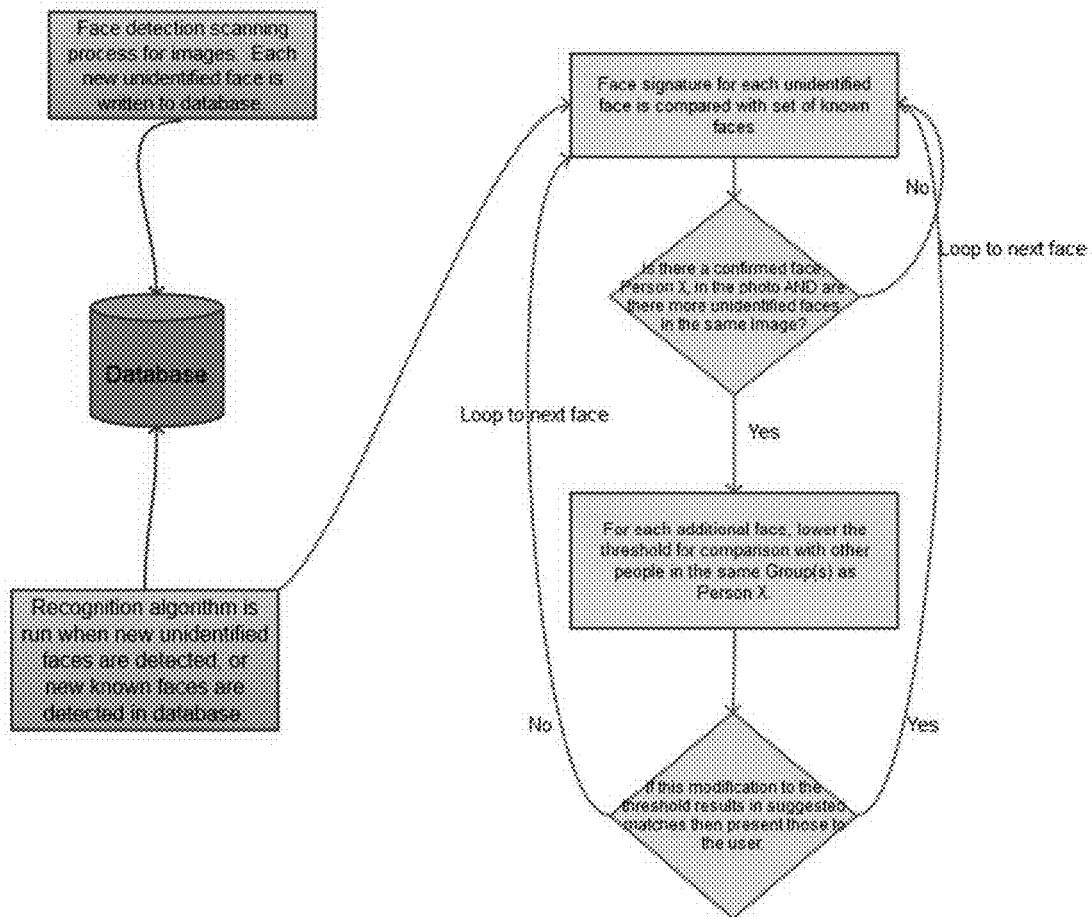 Face detection scanning
process for images. Each
new unidentified face is
written to database.
Database
Recognition algorithm is
run when new unidentified
faces are detected, or
new known faces are
detected in database.
Face signature for each unidentified
face is compared with set of known
faces
No
Loop to next face
Is there a confirmed face,
Person X, in the photo AND are
there more unidentified faces
in the same image?
Loop to next face
Yes
For each additional face, lower the
threshold for comparison with other
people in the same Group(s) as
Person X.
No
Yes
If this modification to the
threshold results in suggested
matches then present those to
the user.